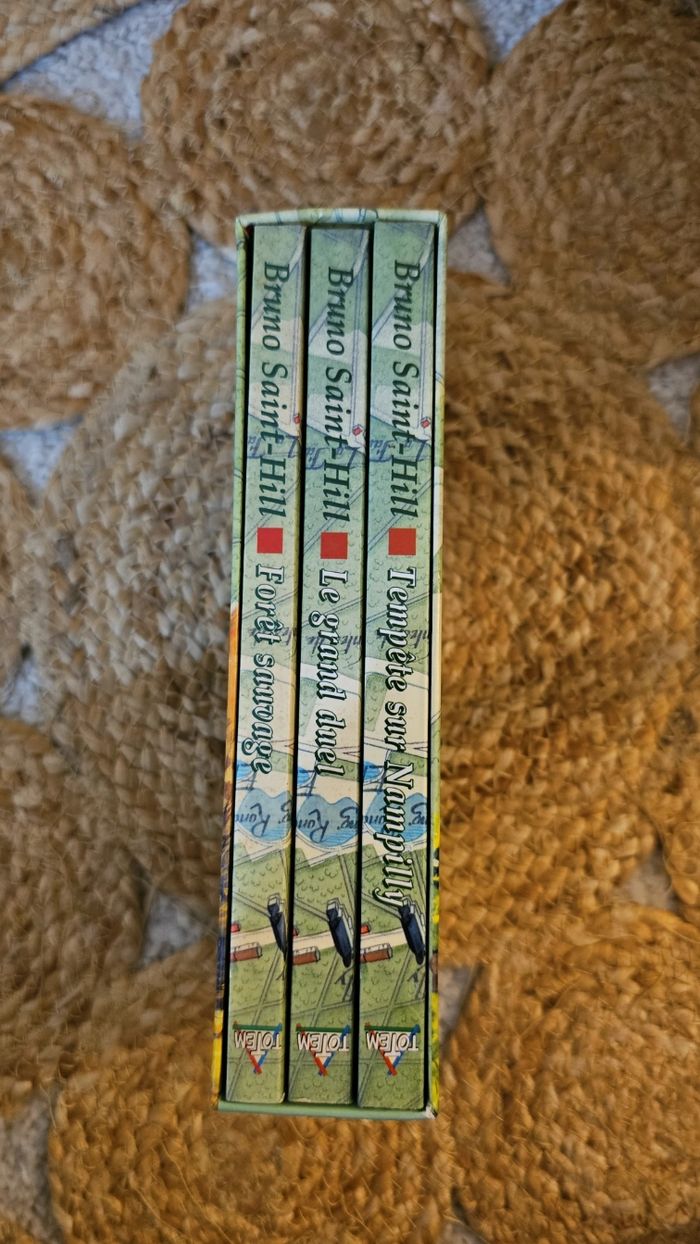 Bruno Saint-Hill ■ Forêt sauvage
TOTEM
Bruno Saint-Hill ■ Le grand duel
TOTEM
Bruno Saint-Hill ■ Tempête sur Nampilly
TOTEM